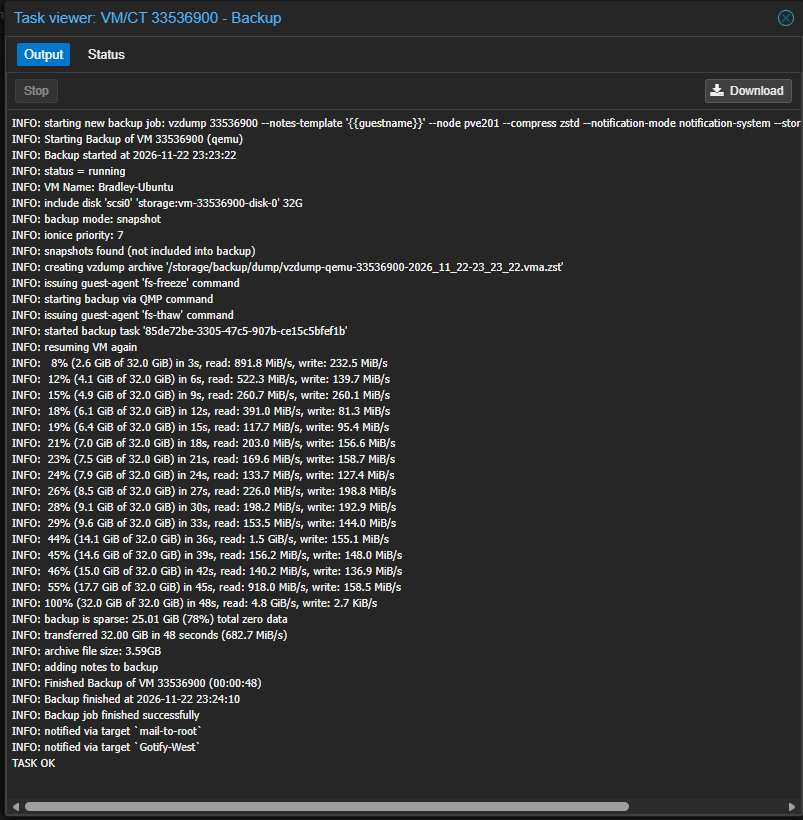 Task viewer: VM/CT 33536900 - Backup
Output Status
Stop Download
INFO: starting new backup job: vzdump 33536900 --notes-template '{{guestname}}' --node pve201 --compress zstd --notification-mode notification-system --stor
INFO: Starting Backup of VM 33536900 (qemu)
INFO: Backup started at 2026-11-22 23:23:22
INFO: status = running
INFO: VM Name: Bradley-Ubuntu
INFO: include disk 'scsi0' 'storage:vm-33536900-disk-0' 32G
INFO: backup mode: snapshot
INFO: ionice priority: 7
INFO: snapshots found (not included into backup)
INFO: creating vzdump archive '/storage/backup/dump/vzdump-qemu-33536900-2026_11_22-23_23_22.vma.zst'
INFO: issuing guest-agent 'fs-freeze' command
INFO: starting backup via QMP command
INFO: issuing guest-agent 'fs-thaw' command
INFO: started backup task '85de72be-3305-47c5-907b-ce15c5bfef1b'
INFO: resuming VM again
INFO: 8% (2.6 GiB of 32.0 GiB) in 3s, read: 891.8 MiB/s, write: 232.5 MiB/s
INFO: 12% (4.1 GiB of 32.0 GiB) in 6s, read: 522.3 MiB/s, write: 139.7 MiB/s
INFO: 15% (4.9 GiB of 32.0 GiB) in 9s, read: 260.7 MiB/s, write: 260.1 MiB/s
INFO: 18% (6.1 GiB of 32.0 GiB) in 12s, read: 391.0 MiB/s, write: 81.3 MiB/s
INFO: 19% (6.4 GiB of 32.0 GiB) in 15s, read: 117.7 MiB/s, write: 95.4 MiB/s
INFO: 21% (7.0 GiB of 32.0 GiB) in 18s, read: 203.0 MiB/s, write: 156.6 MiB/s
INFO: 23% (7.5 GiB of 32.0 GiB) in 21s, read: 169.6 MiB/s, write: 158.7 MiB/s
INFO: 24% (7.9 GiB of 32.0 GiB) in 24s, read: 133.7 MiB/s, write: 127.4 MiB/s
INFO: 26% (8.5 GiB of 32.0 GiB) in 27s, read: 226.0 MiB/s, write: 198.8 MiB/s
INFO: 28% (9.1 GiB of 32.0 GiB) in 30s, read: 198.2 MiB/s, write: 192.9 MiB/s
INFO: 29% (9.6 GiB of 32.0 GiB) in 33s, read: 153.5 MiB/s, write: 144.0 MiB/s
INFO: 44% (14.1 GiB of 32.0 GiB) in 36s, read: 1.5 GiB/s, write: 155.1 MiB/s
INFO: 45% (14.6 GiB of 32.0 GiB) in 39s, read: 156.2 MiB/s, write: 148.0 MiB/s
INFO: 46% (15.0 GiB of 32.0 GiB) in 42s, read: 140.2 MiB/s, write: 136.9 MiB/s
INFO: 55% (17.7 GiB of 32.0 GiB) in 45s, read: 918.0 MiB/s, write: 158.5 MiB/s
INFO: 100% (32.0 GiB of 32.0 GiB) in 48s, read: 4.8 GiB/s, write: 2.7 KiB/s
INFO: backup is sparse: 25.01 GiB (78%) total zero data
INFO: transferred 32.00 GiB in 48 seconds (682.7 MiB/s)
INFO: archive file size: 3.59GB
INFO: adding notes to backup
INFO: Finished Backup of VM 33536900 (00:00:48)
INFO: Backup finished at 2026-11-22 23:24:10
INFO: Backup job finished successfully
INFO: notified via target `mail-to-root`
INFO: notified via target `Gotify-West`
TASK OK